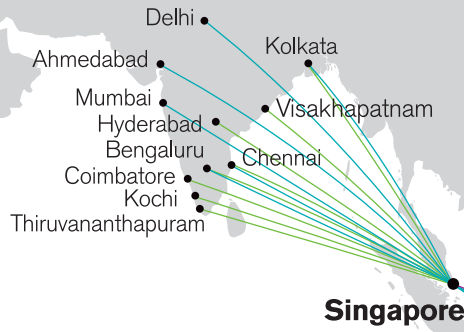 Delhi
Kolkata
Ahmedabad
Mumbai
Visakhapatnam
Hyderabad
Bengaluru
Chennai
Coimbatore
Kochi
Thiruvananthapuram
Singapore